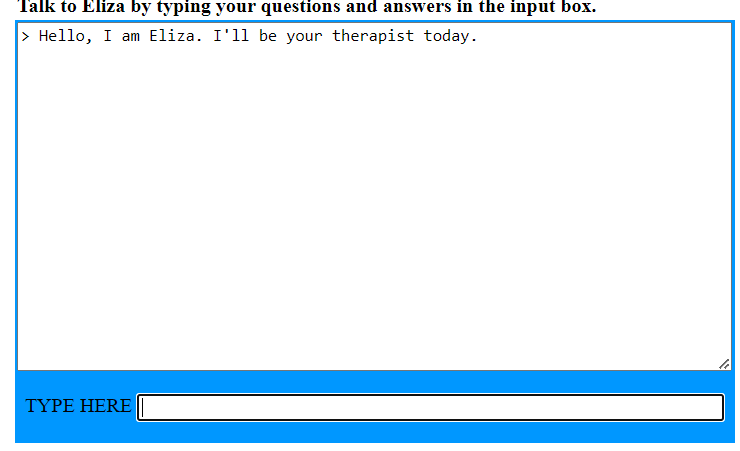 Talk to Eliza by typing your questions and answers in the input box.
> Hello, I am Eliza. I'll be your therapist today.
TYPE HERE